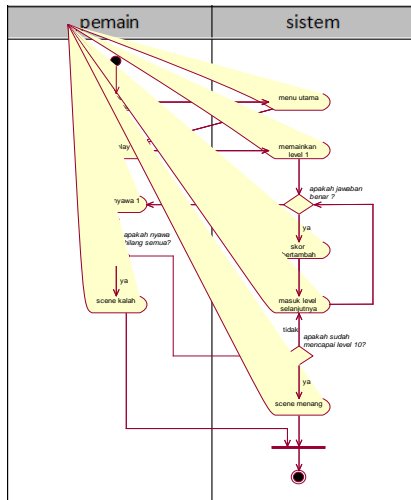 pemain
sistem
menu utama
memainkan
level 1
apakah jawaban
benar ?
nyawa 1
ya
apakah nyawa
hilang semua?
skor
bertambah
ya
scene kalah
masuk level
selanjutnya
tidak
apakah sudah
mencapai level 10?
ya
scene menang